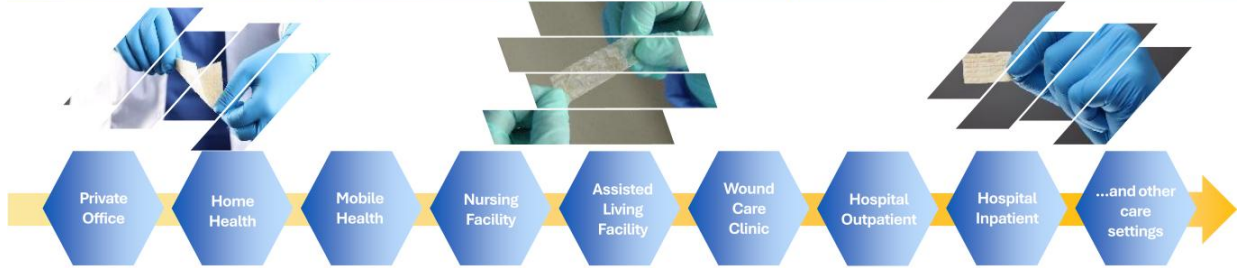 Private
Office
Home
Health
Mobile
Health
Nursing
Facility
Assisted
Living
Facility
Wound
Care
Clinic
Hospital
Outpatient
Hospital
Inpatient
...and other
care
settings